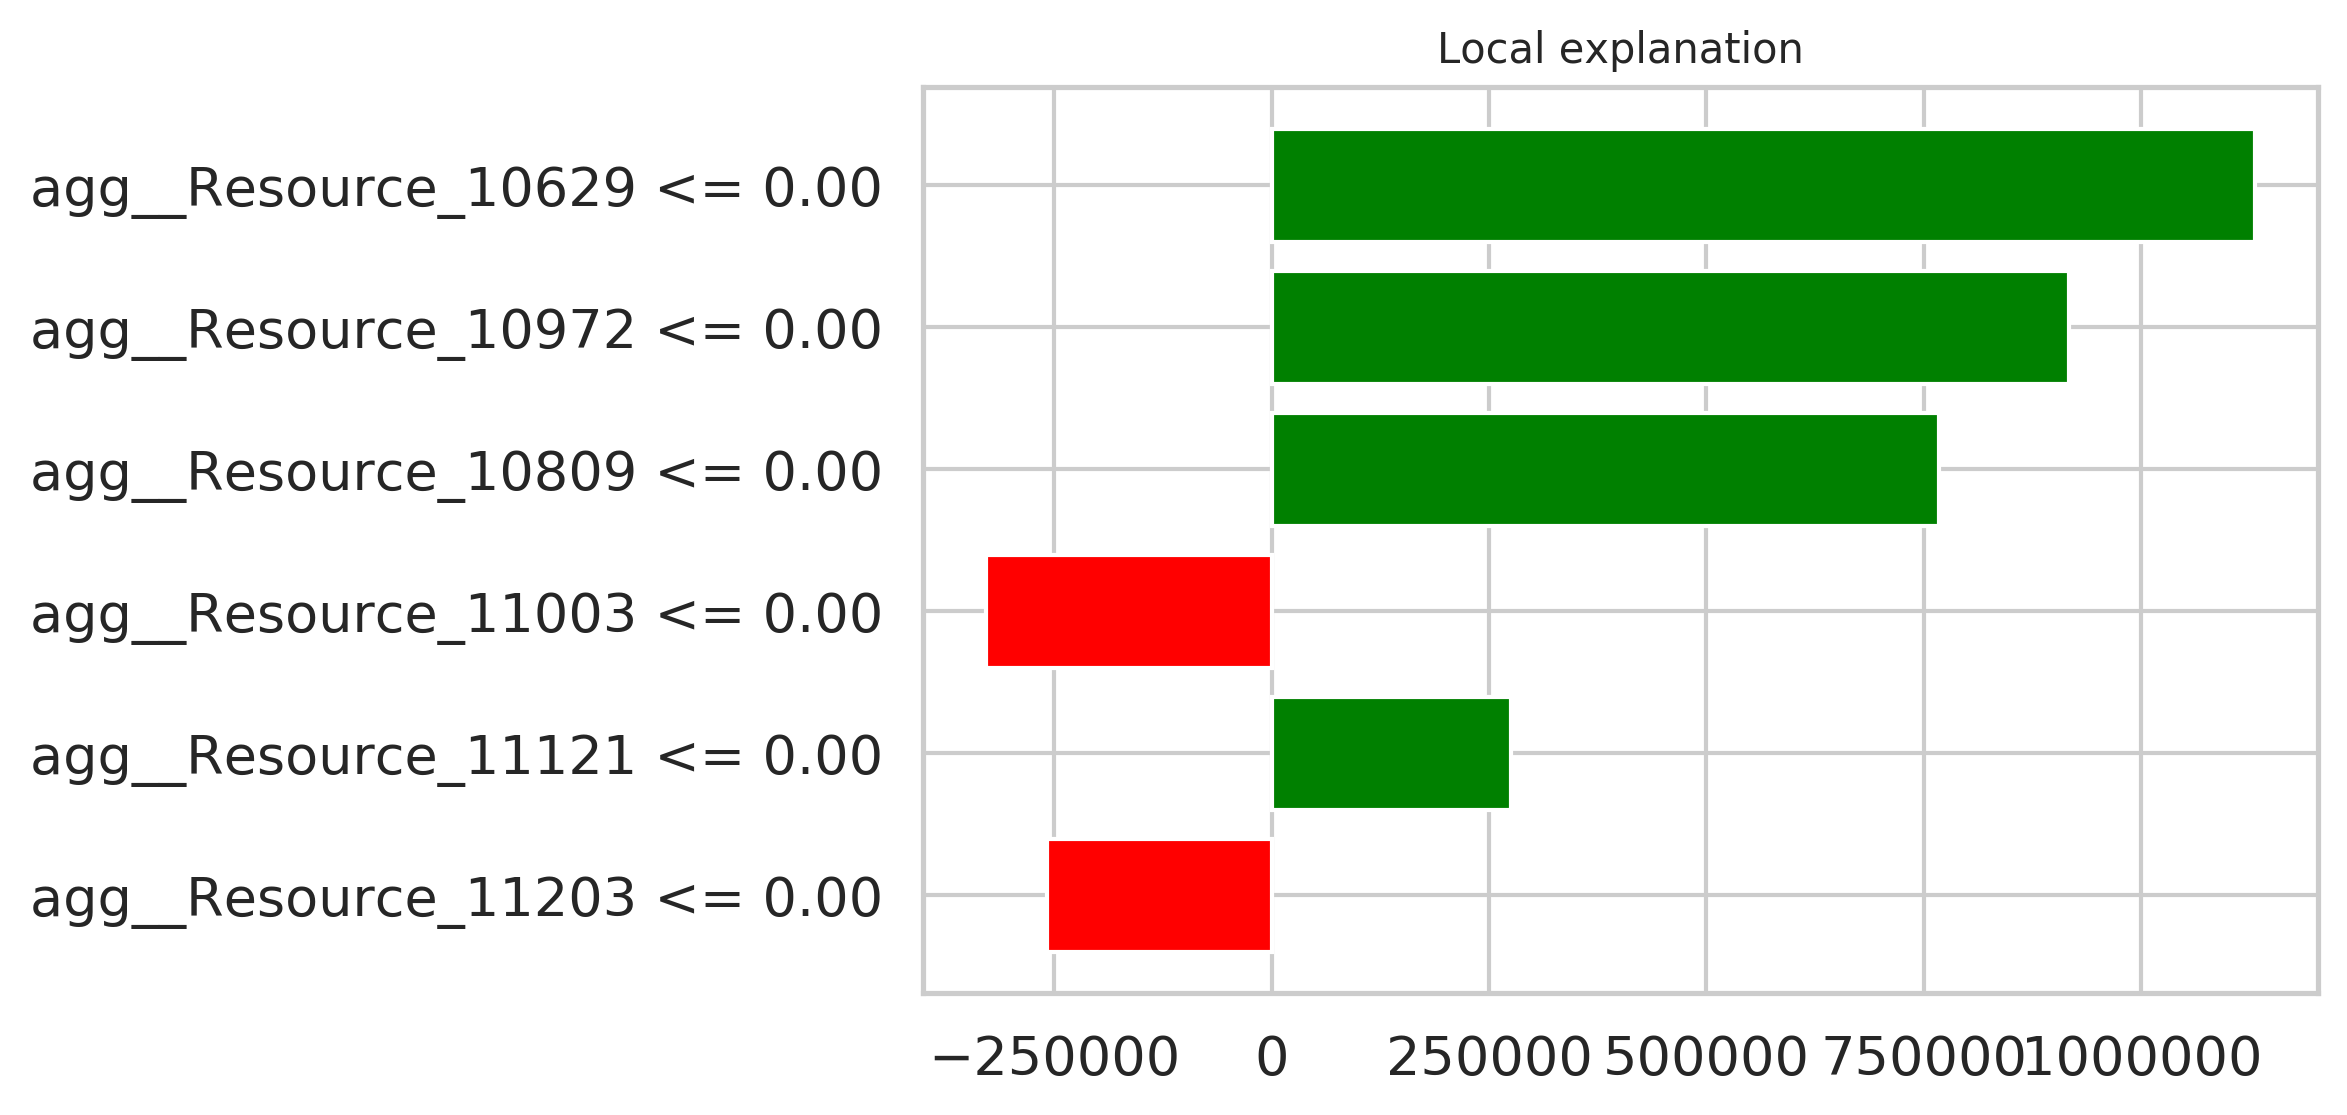 Local explanation
agg__Resource_10629 <= 0.00
agg__Resource_10972 <= 0.00
agg__Resource_10809 <= 0.00
agg__Resource_11003 <= 0.00
agg__Resource_11121 <= 0.00
agg__Resource_11203 <= 0.00
−250000 0 250000 500000 750000 1000000